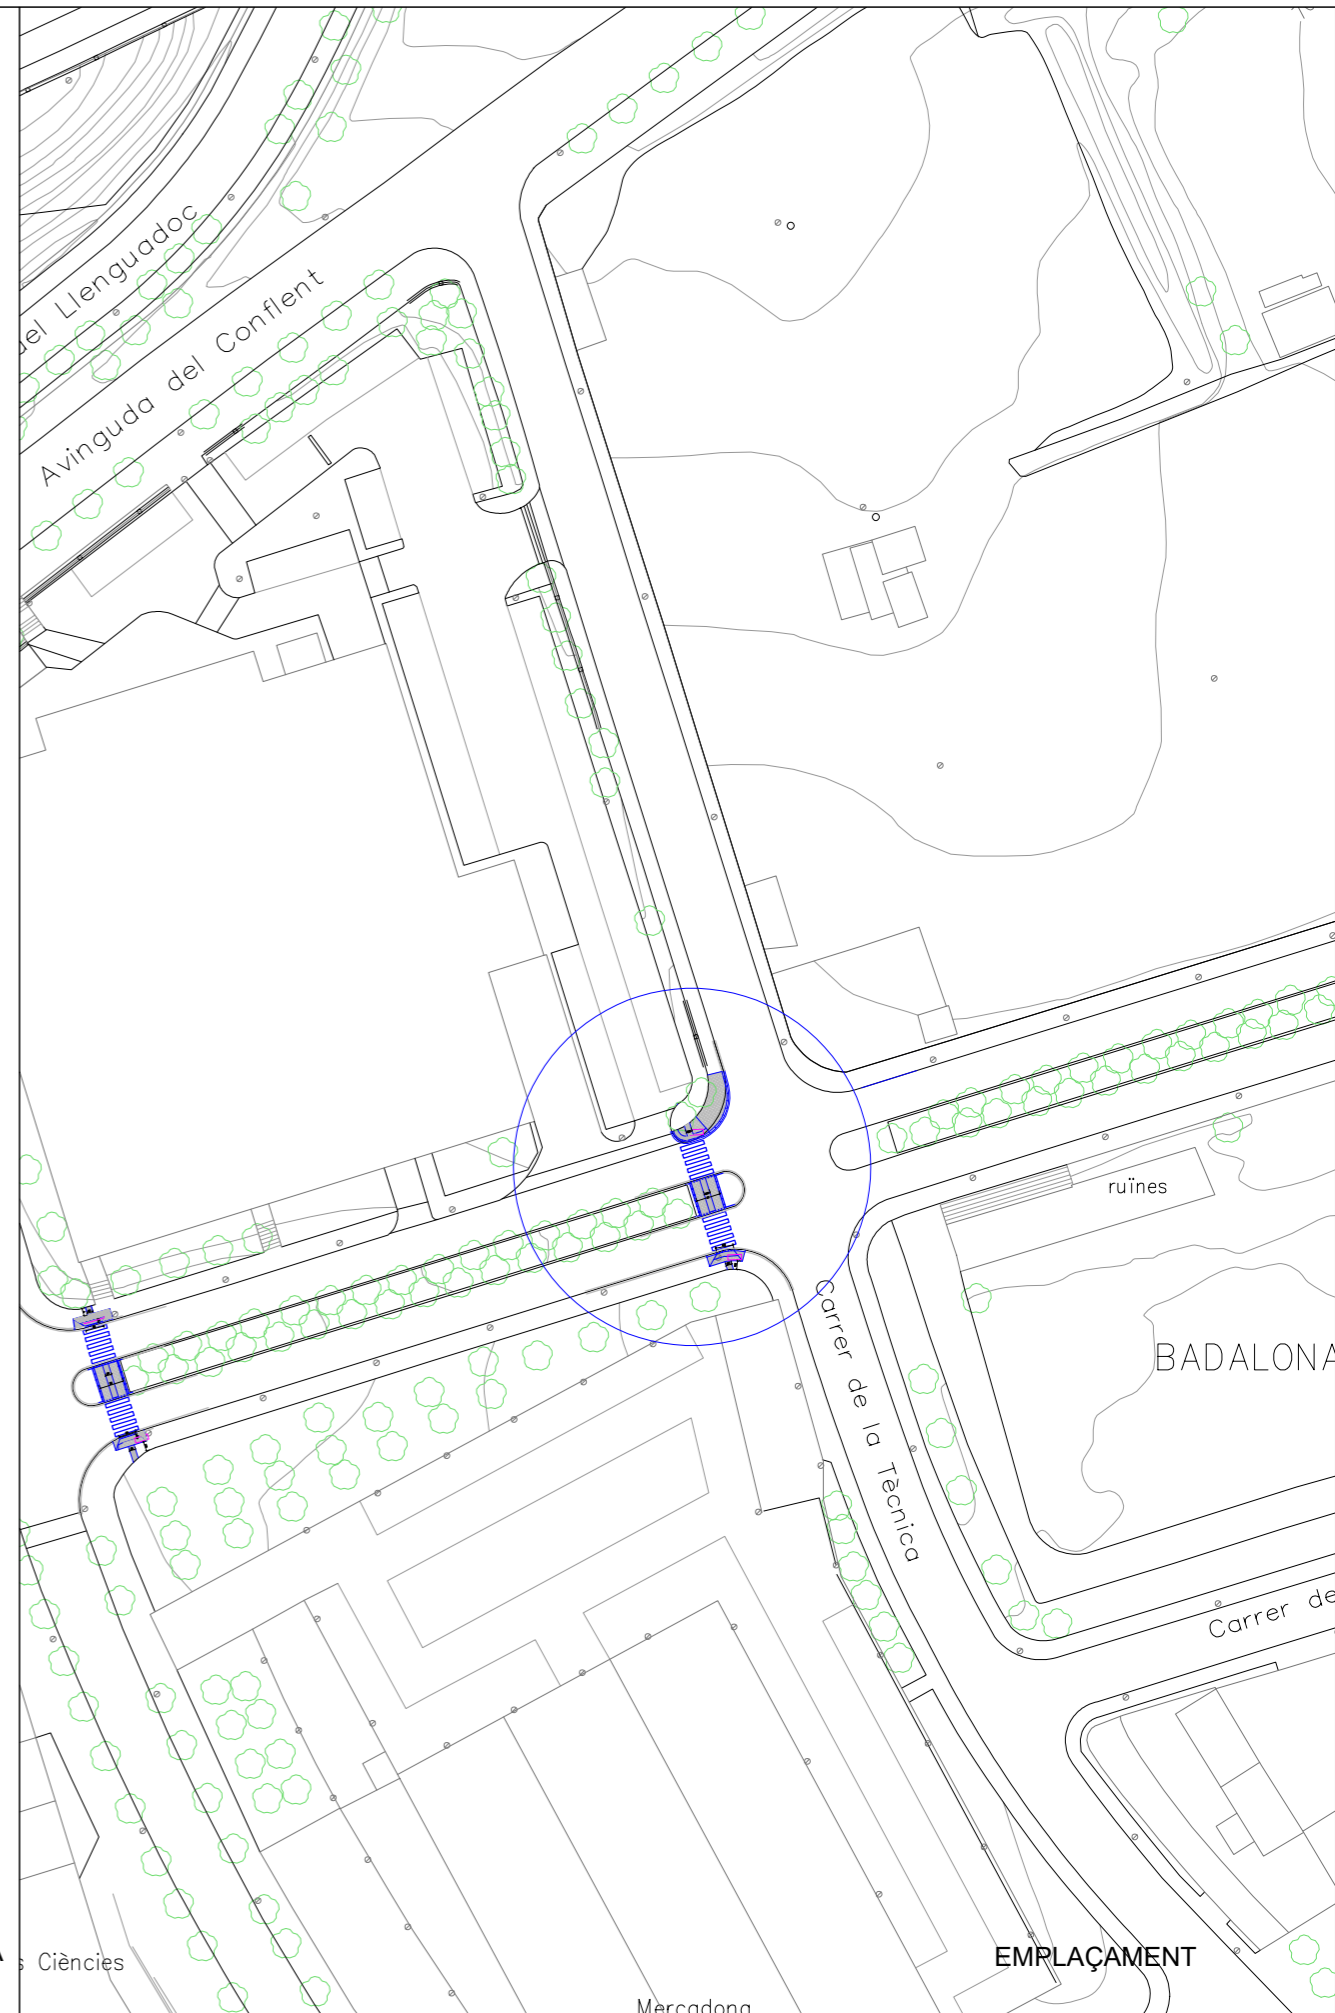 del Llenguadoc
Avinguda del Conflent
ruïnes
BADALONA
Carrer de la Tècnica
Carrer de
EMPLAÇAMENT
Ciències
Mercadona